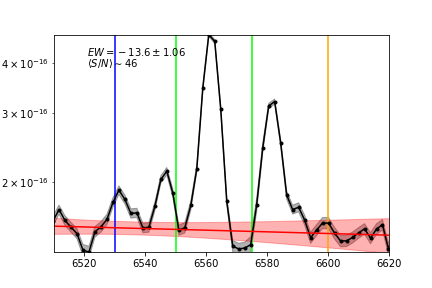 EW = −13.6 ± 1.06
⟨S/N⟩ ~ 46
4 × 10⁻¹⁶
3 × 10⁻¹⁶
2 × 10⁻¹⁶
6520 6540 6560 6580 6600 6620